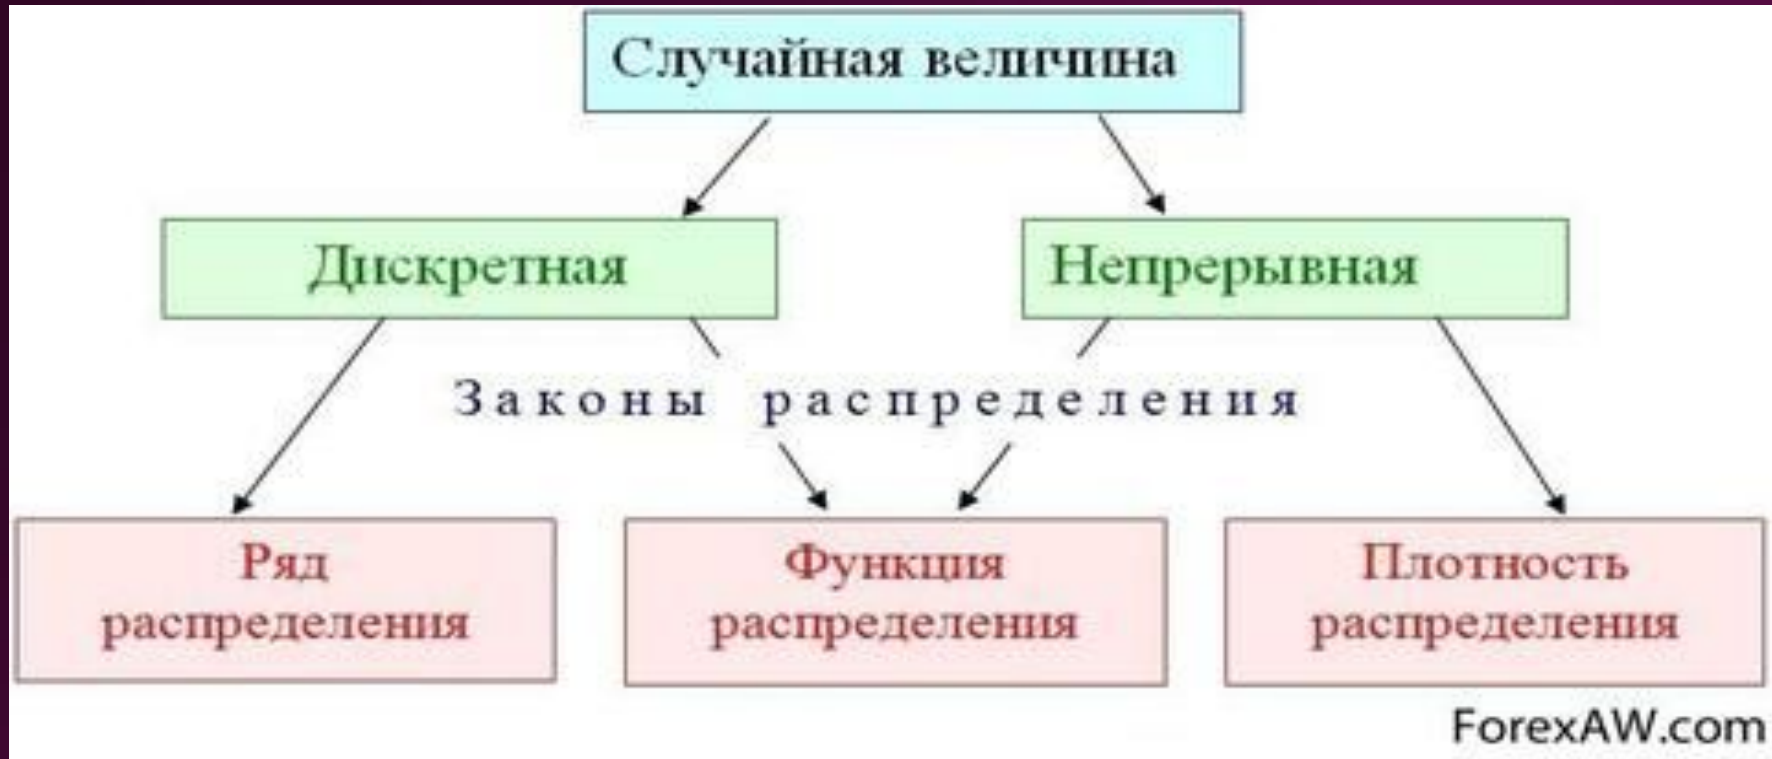 Случайная величина
Дискретная
Непрерывная
Законы распределения
Ряд
распределения
Функция
распределения
Плотность
распределения
ForexAW.com